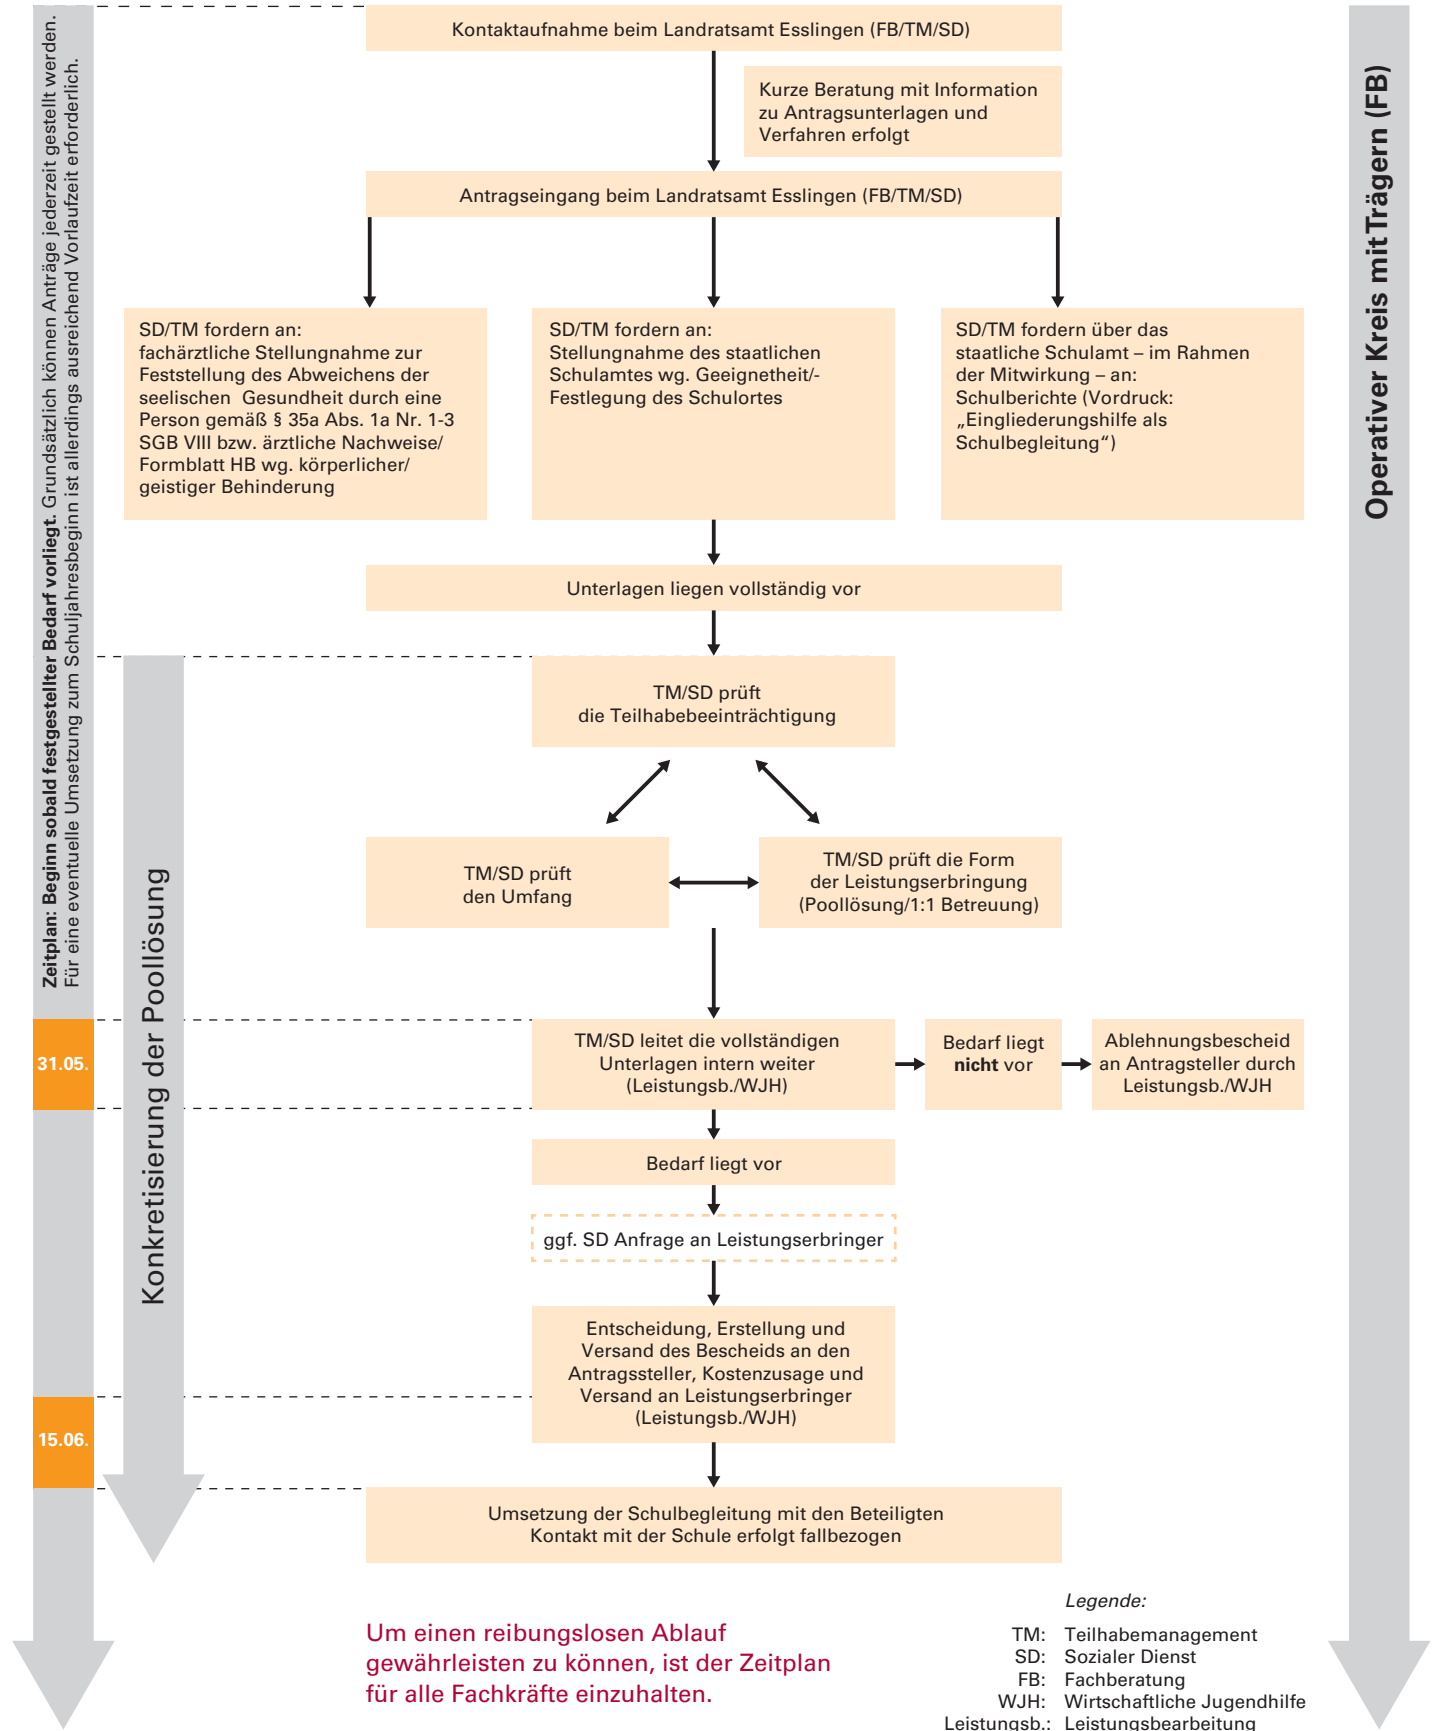 Kontaktaufnahme beim Landratsamt Esslingen (FB/TM/SD)
Kurze Beratung mit Information
zu Antragsunterlagen und
Verfahren erfolgt
Antragseingang beim Landratsamt Esslingen (FB/TM/SD)
SD/TM fordern an:
fachärztliche Stellungnahme zur
Feststellung des Abweichens der
seelischen Gesundheit durch eine
Person gemäß § 35a Abs. 1a Nr. 1-3
SGB VIII bzw. ärztliche Nachweise/
Formblatt HB wg. körperlicher/
geistiger Behinderung
SD/TM fordern an:
Stellungnahme des staatlichen
Schulamtes wg. Geeignetheit/-
Festlegung des Schulortes
SD/TM fordern über das
staatliche Schulamt – im Rahmen
der Mitwirkung – an:
Schulberichte (Vordruck:
„Eingliederungshilfe als
Schulbegleitung“)
Unterlagen liegen vollständig vor
TM/SD prüft
die Teilhabebeeinträchtigung
TM/SD prüft
den Umfang
TM/SD prüft die Form
der Leistungserbringung
(Poollösung/1:1 Betreuung)
TM/SD leitet die vollständigen
Unterlagen intern weiter
(Leistungsb./WJH)
Bedarf liegt
nicht vor
Ablehnungsbescheid
an Antragsteller durch
Leistungsb./WJH
Bedarf liegt vor
ggf. SD Anfrage an Leistungserbringer
Entscheidung, Erstellung und
Versand des Bescheids an den
Antragssteller, Kostenzusage und
Versand an Leistungserbringer
(Leistungsb./WJH)
Umsetzung der Schulbegleitung mit den Beteiligten
Kontakt mit der Schule erfolgt fallbezogen
Zeitplan: Beginn sobald festgestellter Bedarf vorliegt. Grundsätzlich können Anträge jederzeit gestellt werden.
Für eine eventuelle Umsetzung zum Schuljahresbeginn ist allerdings ausreichend Vorlaufzeit erforderlich.
31.05.
15.06.
Konkretisierung der Poollösung
Operativer Kreis mit Trägern (FB)
Um einen reibungslosen Ablauf
gewährleisten zu können, ist der Zeitplan
für alle Fachkräfte einzuhalten.
Legende:
TM: Teilhabemanagement
SD: Sozialer Dienst
FB: Fachberatung
WJH: Wirtschaftliche Jugendhilfe
Leistungsb.: Leistungsbearbeitung